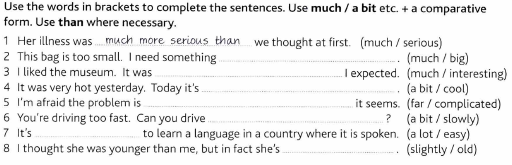 Use the words in brackets to complete the sentences. Use much / a bit etc. + a comparative
form. Use than where necessary.
1 Her illness was much more serious than we thought at first. (much / serious)
2 This bag is too small. I need something . (much / big)
3 I liked the museum. It was I expected. (much / interesting)
4 It was very hot yesterday. Today it's . (a bit / cool)
5 I'm afraid the problem is it seems. (far / complicated)
6 You're driving too fast. Can you drive ? (a bit / slowly)
7 It's to learn a language in a country where it is spoken. (a lot / easy)
8 I thought she was younger than me, but in fact she's . (slightly / old)